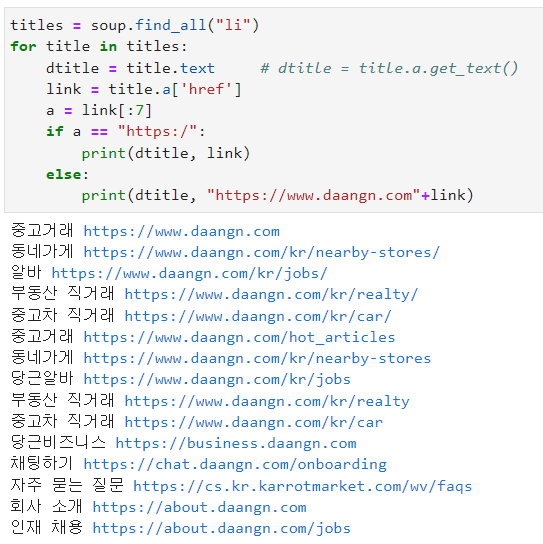 titles = soup.find_all("li")
for title in titles:
    dtitle = title.text     # dtitle = title.a.get_text()
    link = title.a['href']
    a = link[:7]
    if a == "https:/":
        print(dtitle, link)
    else:
        print(dtitle, "https://www.daangn.com"+link)
중고거래 https://www.daangn.com
동네가게 https://www.daangn.com/kr/nearby-stores/
알바 https://www.daangn.com/kr/jobs/
부동산 직거래 https://www.daangn.com/kr/realty/
중고차 직거래 https://www.daangn.com/kr/car/
중고거래 https://www.daangn.com/hot_articles
동네가게 https://www.daangn.com/kr/nearby-stores
당근알바 https://www.daangn.com/kr/jobs
부동산 직거래 https://www.daangn.com/kr/realty
중고차 직거래 https://www.daangn.com/kr/car
당근비즈니스 https://business.daangn.com
채팅하기 https://chat.daangn.com/onboarding
자주 묻는 질문 https://cs.kr.karrotmarket.com/wv/faqs
회사 소개 https://about.daangn.com
인재 채용 https://about.daangn.com/jobs